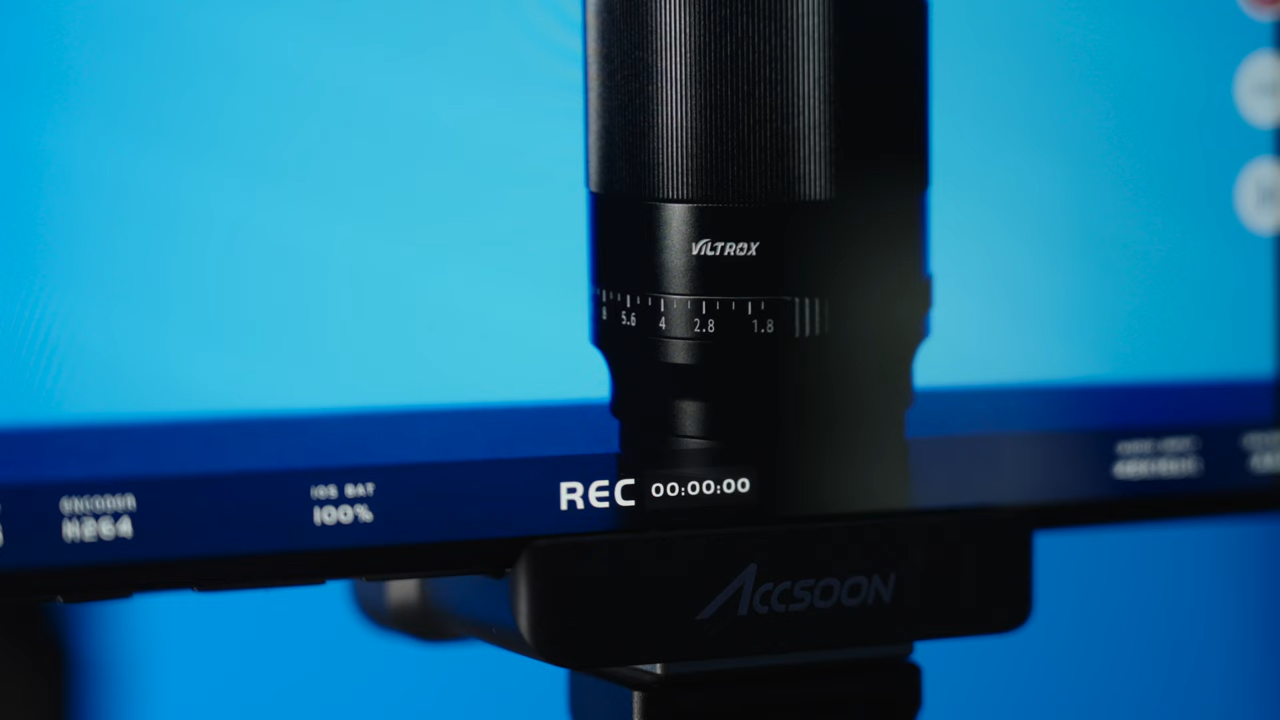 VILTROX
8 5.6 4 2.8 1.8
ENCODER
H264
IOS BAT
100%
REC 00:00:00
ACCSOON